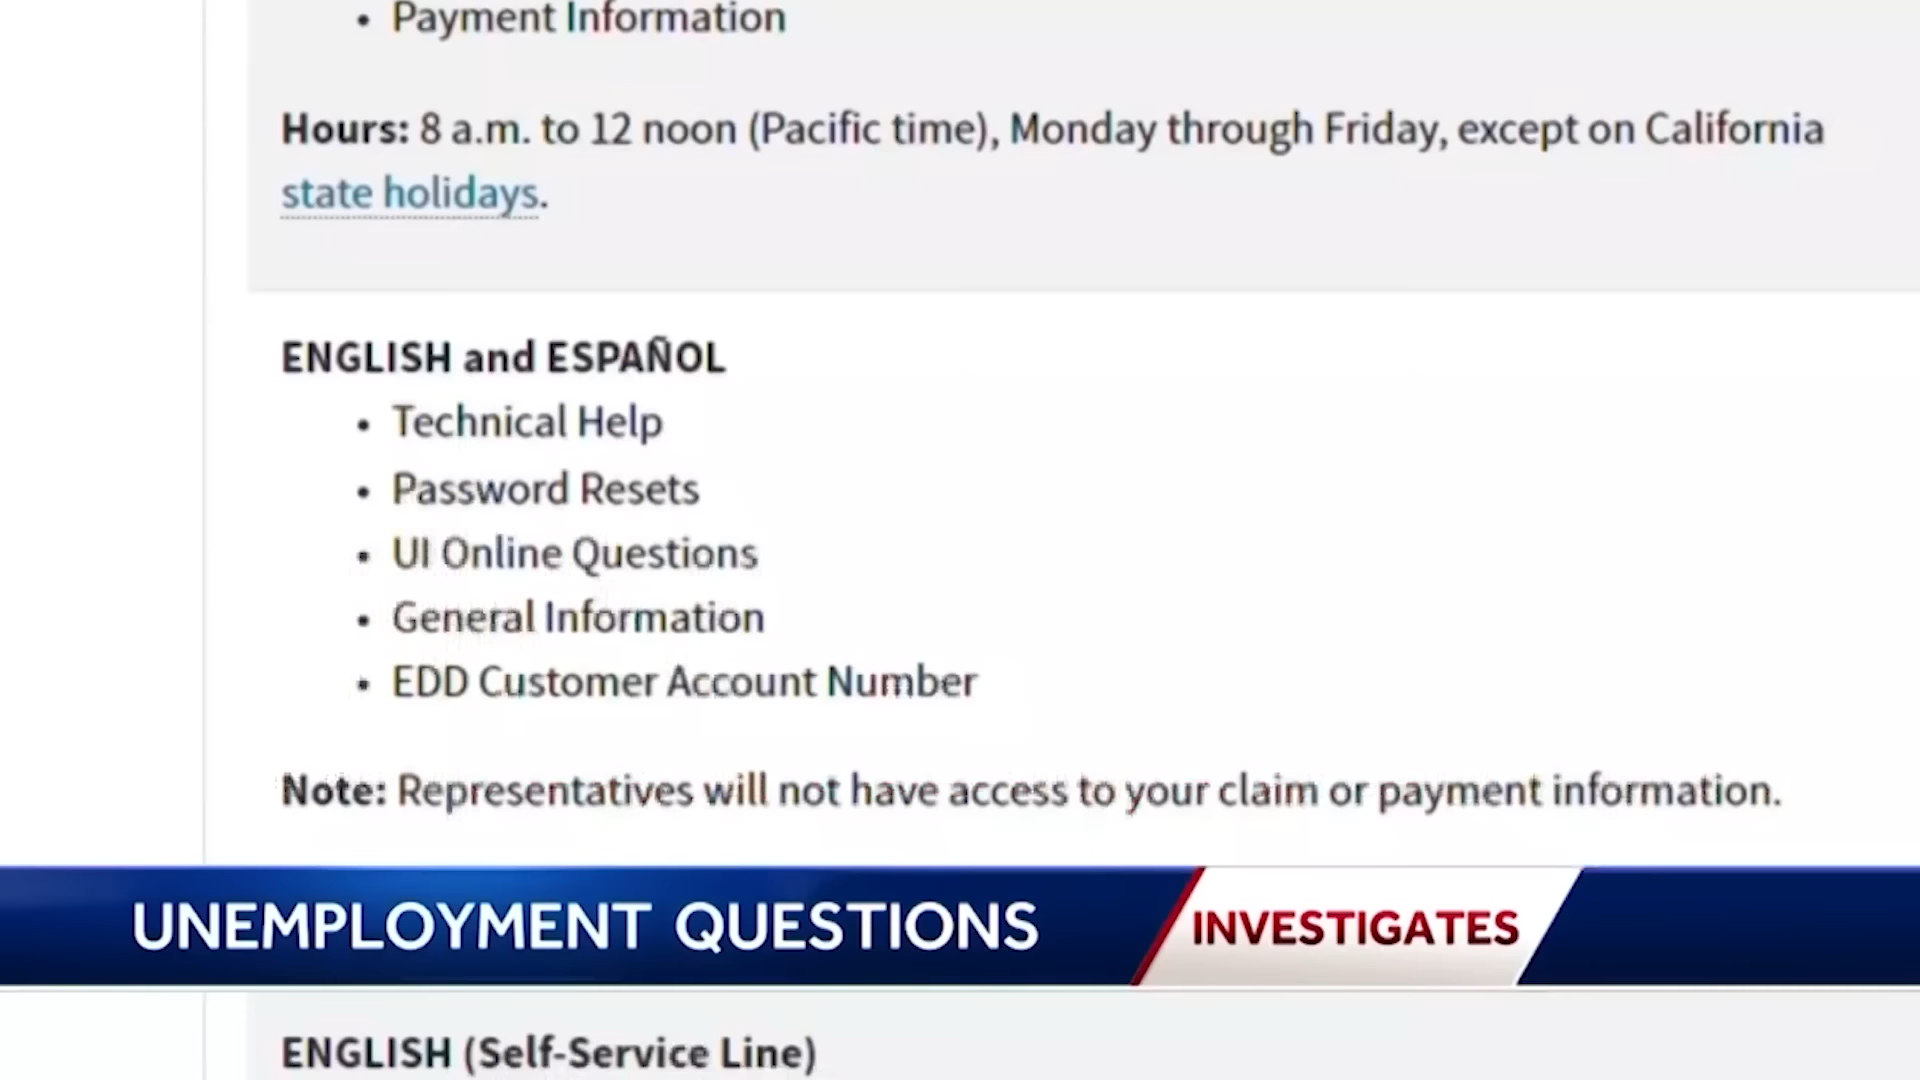 • Payment Information
Hours: 8 a.m. to 12 noon (Pacific time), Monday through Friday, except on California
state holidays.
ENGLISH and ESPAÑOL
• Technical Help
• Password Resets
• UI Online Questions
• General Information
• EDD Customer Account Number
Note: Representatives will not have access to your claim or payment information.
UNEMPLOYMENT QUESTIONS INVESTIGATES
ENGLISH (Self-Service Line)